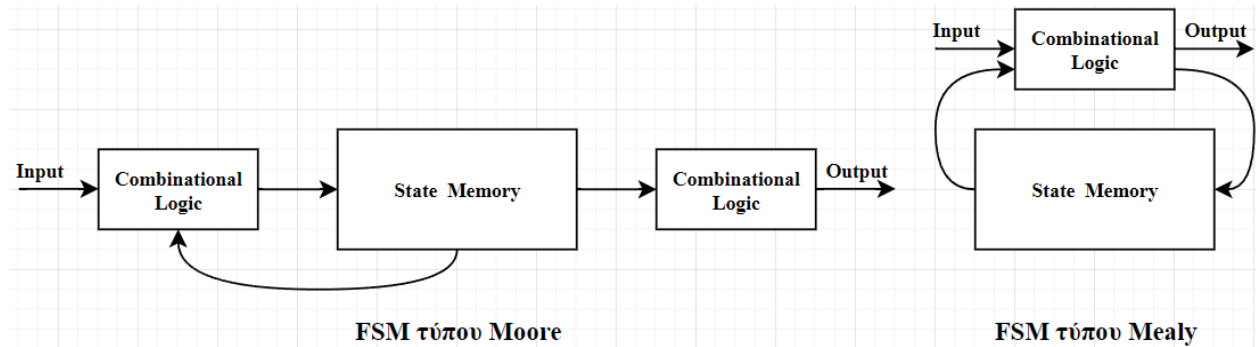 Input
Combinational
Logic
State Memory
Combinational
Logic
Output
FSM τύπου Moore
Input
Combinational
Logic
Output
State Memory
FSM τύπου Mealy